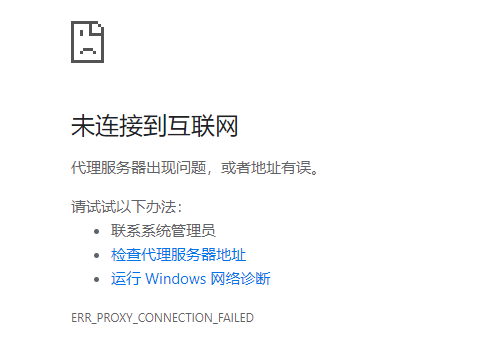 未连接到互联网
代理服务器出现问题，或者地址有误。
请试试以下办法：
• 联系系统管理员
• 检查代理服务器地址
• 运行 Windows 网络诊断
ERR_PROXY_CONNECTION_FAILED